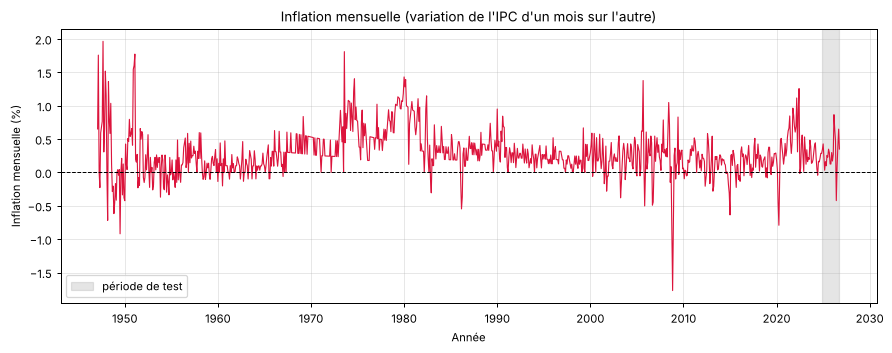 Inflation mensuelle (variation de l'IPC d'un mois sur l'autre)
Inflation mensuelle (%)
2.0
1.5
1.0
0.5
0.0
−0.5
−1.0
−1.5
période de test
1950 1960 1970 1980 1990 2000 2010 2020 2030
Année